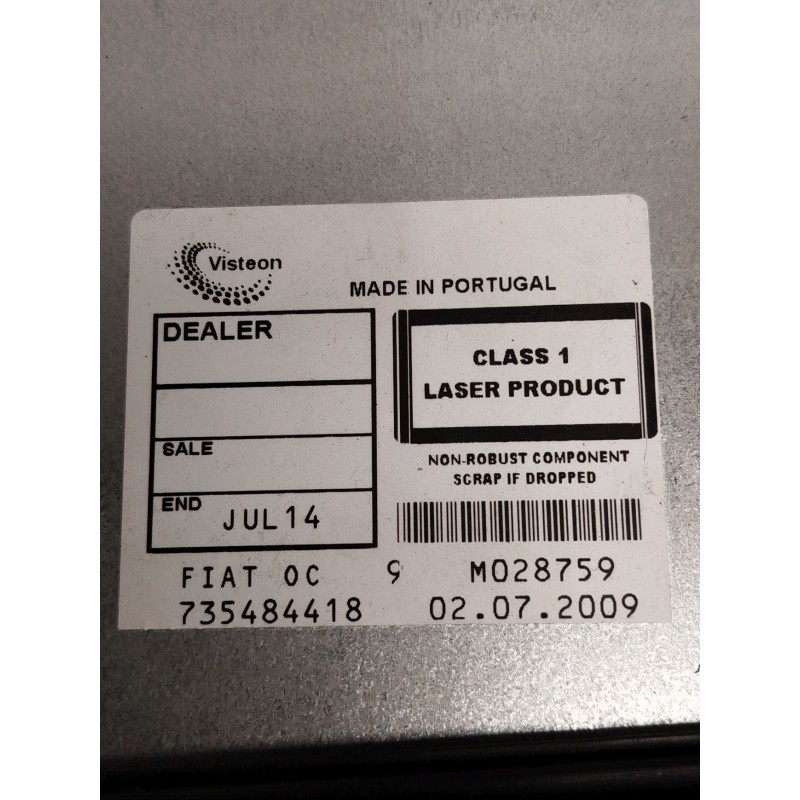 Visteon
MADE IN PORTUGAL
DEALER
CLASS 1
LASER PRODUCT
SALE
NON-ROBUST COMPONENT
SCRAP IF DROPPED
END JUL14
FIAT OC 9 M028759
735484418 02.07.2009